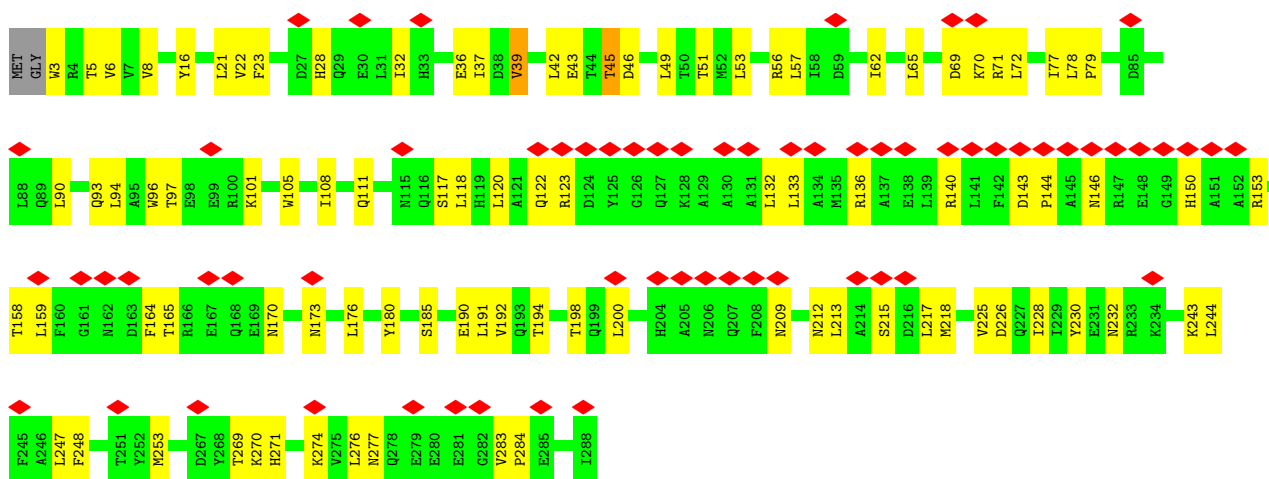 MET GLY W3 R4 T5 V6 V7 V8 Y16 L21 V22 F23 D27 H28 Q29 E30 L31 I32 H33 E36 I37 D38 V39 L42 E43 T44 T45 D46 L49 T50 T51 M52 L53 R56 L57 I58 D59 I62 L65 D69 K70 R71 L72 I77 L78 P79 D85
L88 Q89 L90 Q93 L94 A95 W96 T97 E98 E99 R100 K101 W105 I108 Q111 N115 Q116 S117 L118 H119 L120 A121 Q122 R123 D124 Y125 G126 Q127 K128 A129 A130 A131 L132 L133 A134 M135 R136 A137 E138 L139 R140 L141 F142 D143 P144 A145 N146 R147 E148 G149 H150 A151 A152 R153
T158 L159 F160 G161 N162 D163 F164 T165 R166 E167 Q168 E169 N170 N173 L176 Y180 S185 E190 L191 V192 Q193 T194 T198 Q199 L200 H204 A205 N206 Q207 F208 N209 N212 L213 A214 S215 D216 L217 M218 V225 D226 Q227 I228 I229 Y230 E231 N232 R233 K234 K243 L244
F245 A246 L247 F248 T251 Y252 M253 D267 Y268 T269 K270 H271 K274 V275 L276 N277 Q278 E279 E280 E281 G282 V283 P284 E285 I288